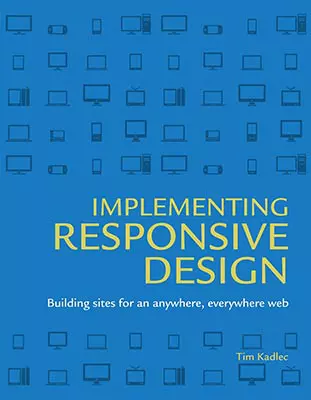 IMPLEMENTING
RESPONSIVE
DESIGN
Building sites for an anywhere, everywhere web
Tim Kadlec